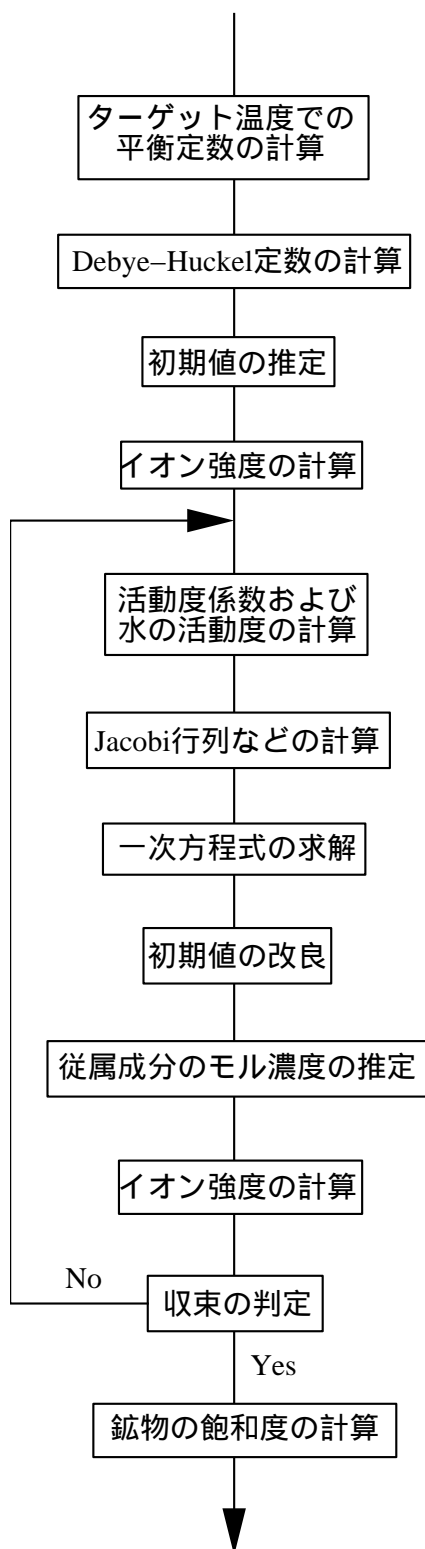 ターゲット温度での
平衡定数の計算
Debye–Huckel定数の計算
初期値の推定
イオン強度の計算
活動度係数および
水の活動度の計算
Jacobi行列などの計算
一次方程式の求解
初期値の改良
従属成分のモル濃度の推定
イオン強度の計算
No
収束の判定
Yes
鉱物の飽和度の計算